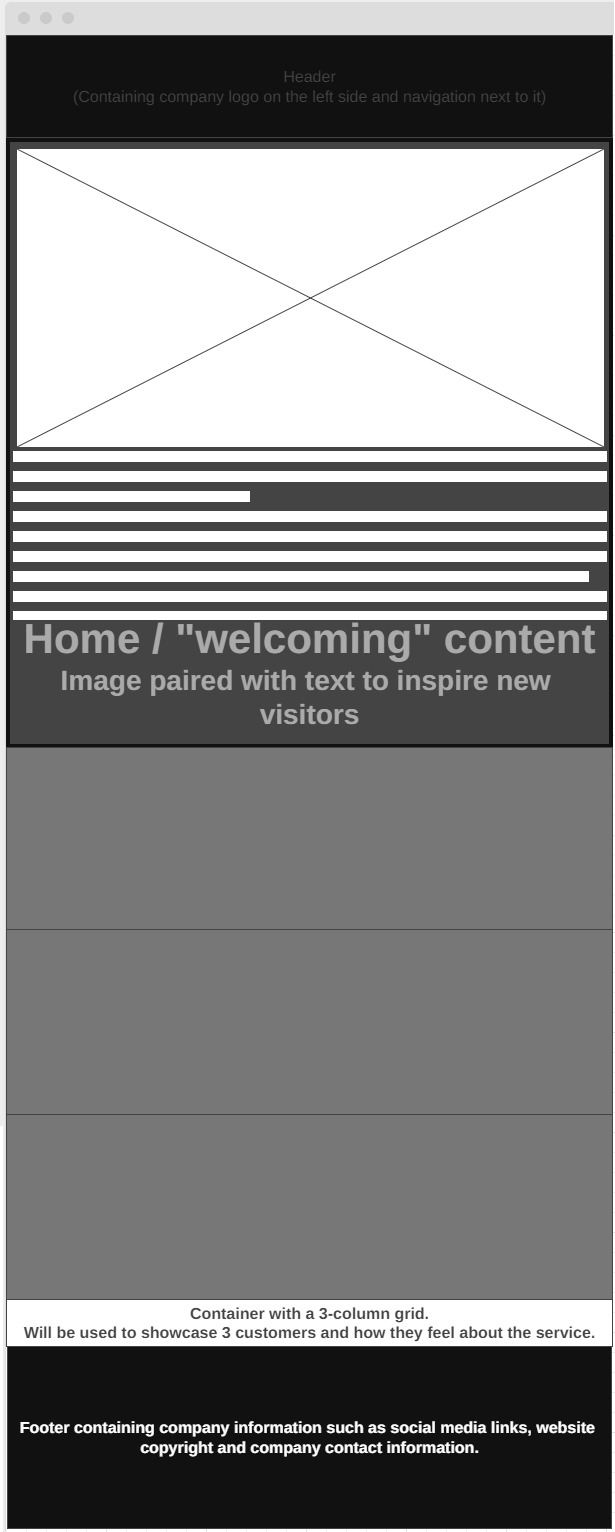 Header
(Containing company logo on the left side and navigation next to it)
Home / "welcoming" content
Image paired with text to inspire new
visitors
Container with a 3-column grid.
Will be used to showcase 3 customers and how they feel about the service.
Footer containing company information such as social media links, website
copyright and company contact information.